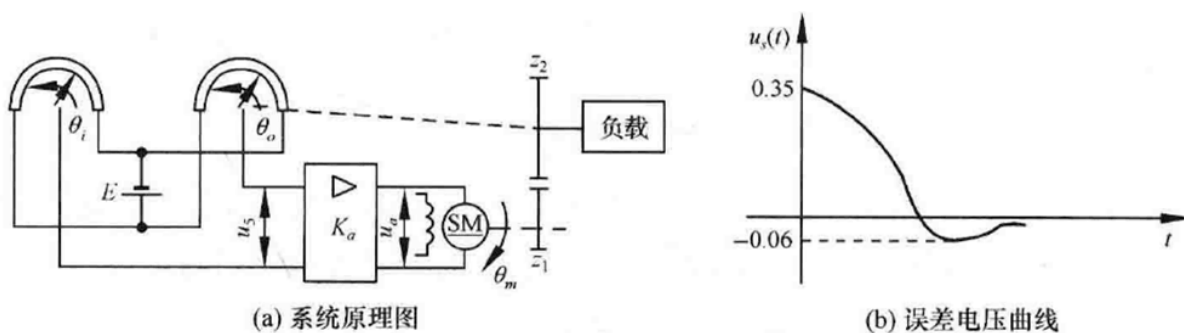 θi
θo
E
u5
Ka
ua
SM
θm
z2
z1
负载
(a) 系统原理图
us(t)
0.35
-0.06
t
(b) 误差电压曲线